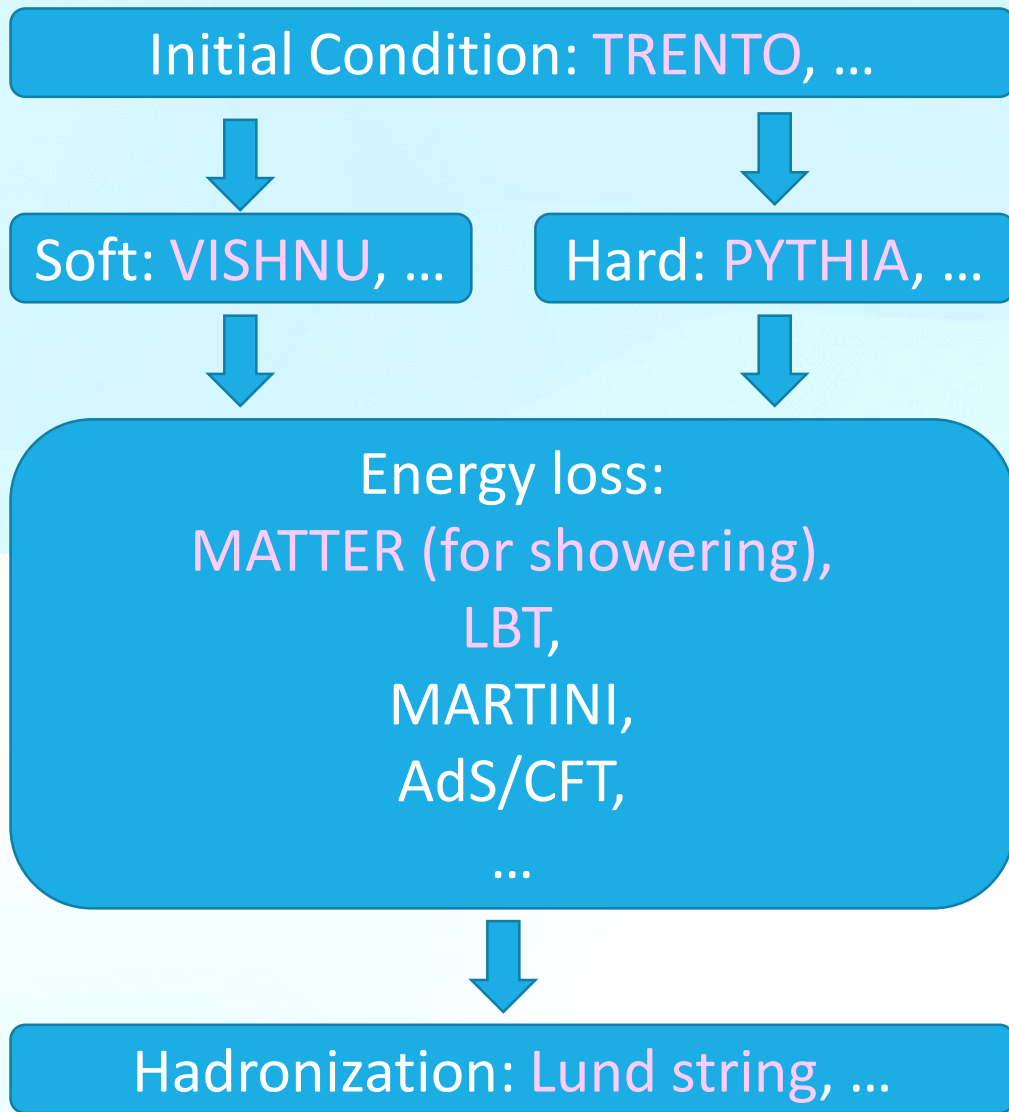 Initial Condition: TRENTO, ...
Soft: VISHNU, ...
Hard: PYTHIA, ...
Energy loss:
MATTER (for showering),
LBT,
MARTINI,
AdS/CFT,
...
Hadronization: Lund string, ...